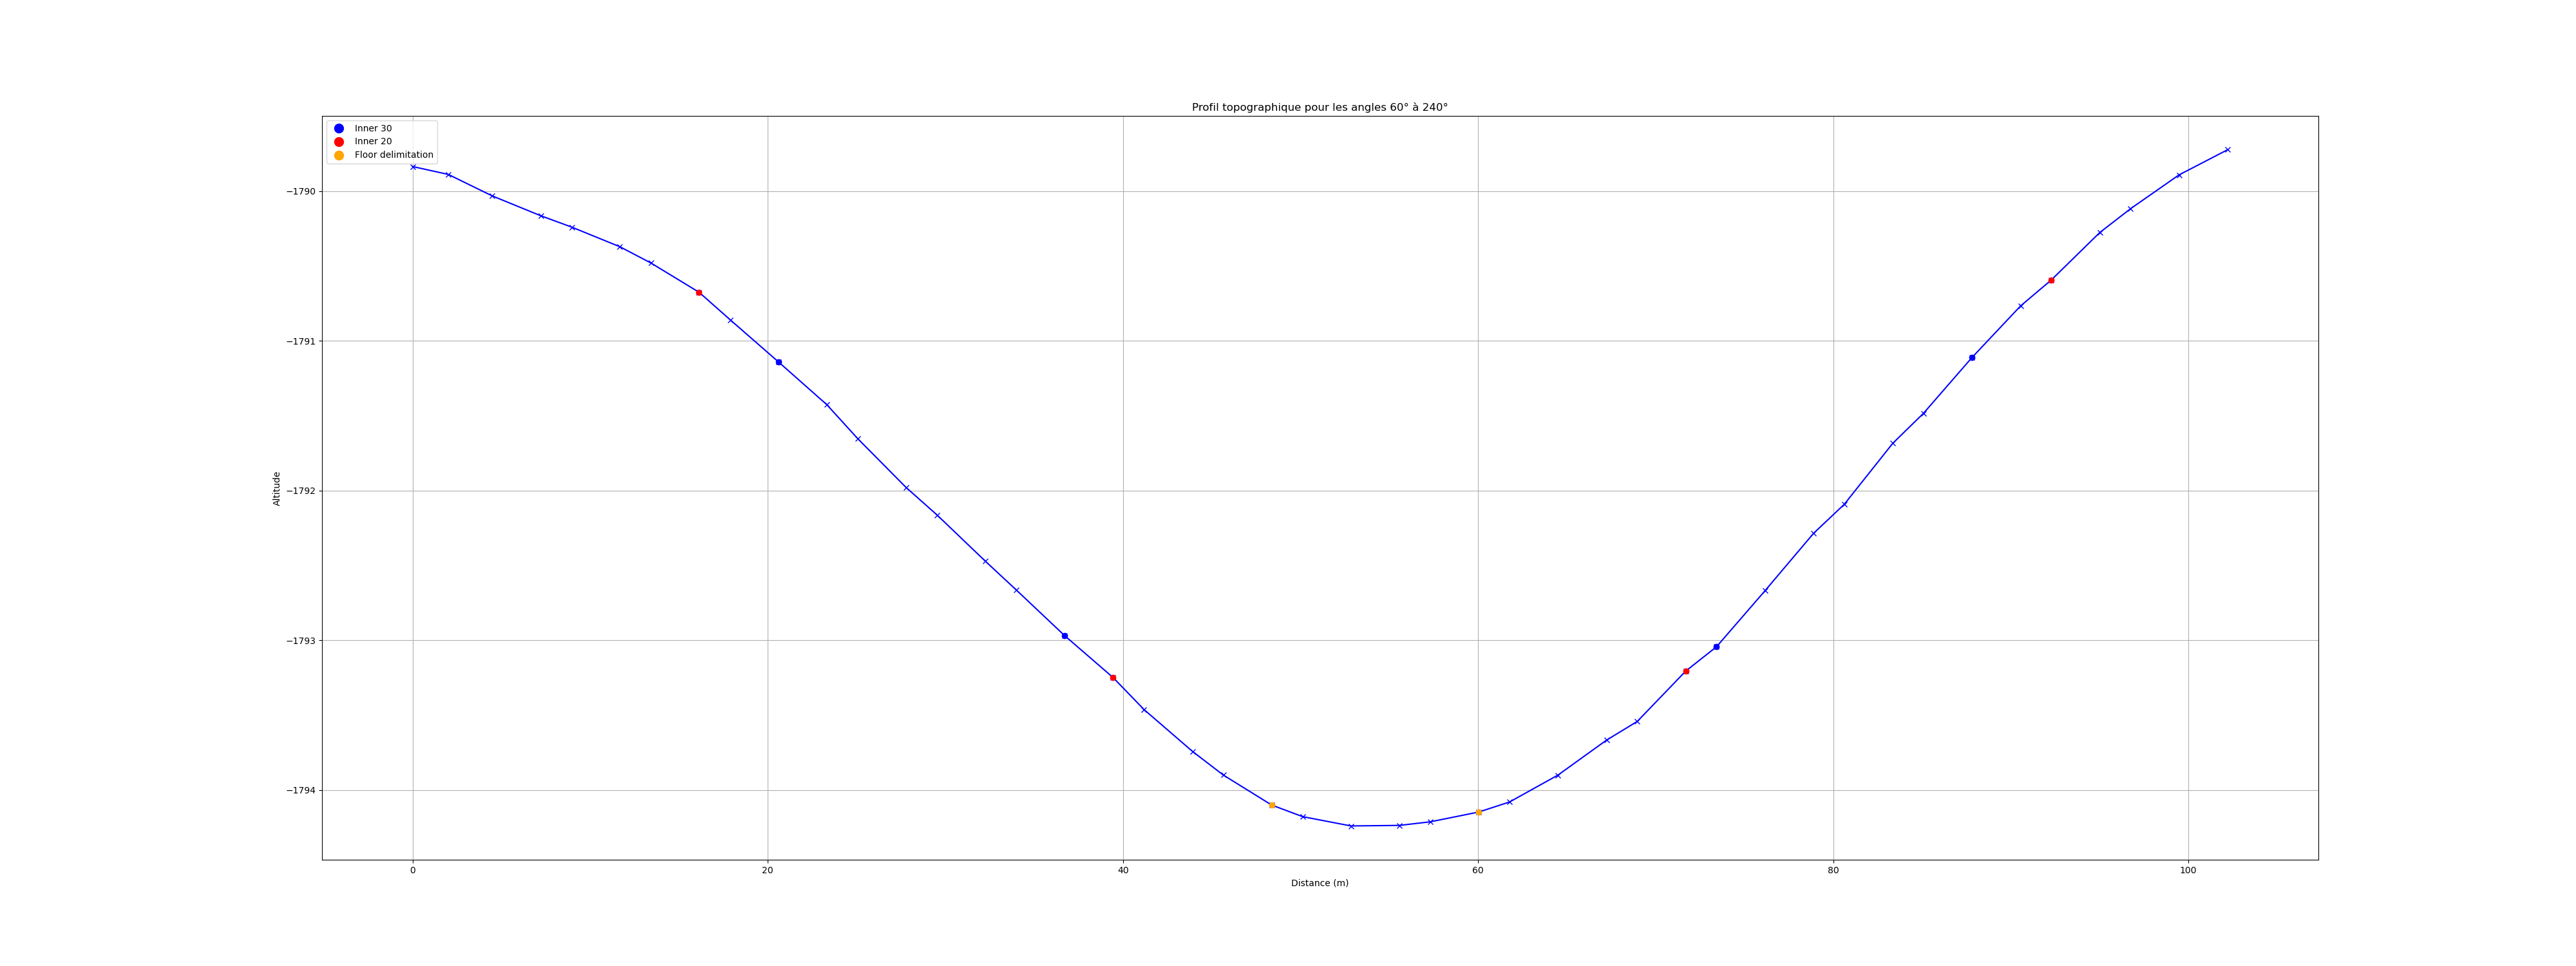 Profil topographique pour les angles 60° à 240°
Inner 30
Inner 20
Floor delimitation
−1790
−1791
−1792
−1793
−1794
Altitude
0 20 40 60 80 100
Distance (m)